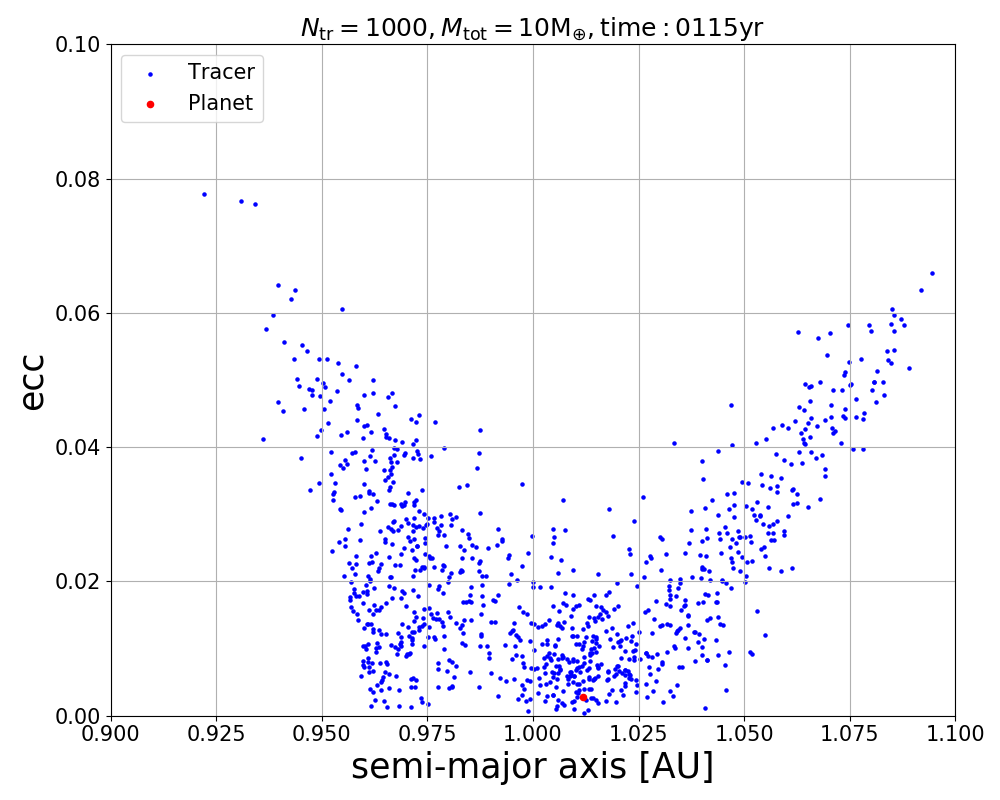 N_tr = 1000, M_tot = 10M_⊕, time : 0115yr
Tracer
Planet
0.10
0.08
0.06
0.04
0.02
0.00
ecc
0.900 0.925 0.950 0.975 1.000 1.025 1.050 1.075 1.100
semi-major axis [AU]